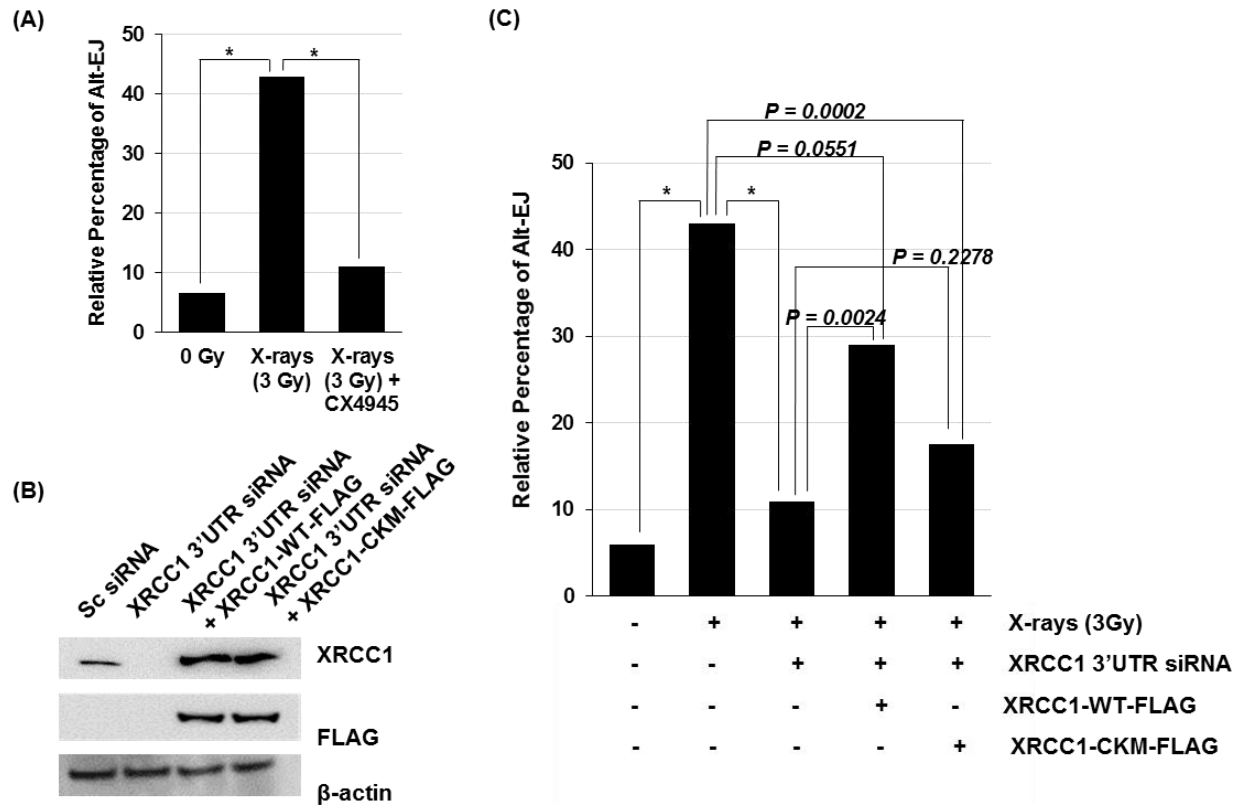 (A)
50
40
30
20
10
0
Relative Percentage of Alt-EJ
*
*
0 Gy
X-rays
(3 Gy)
X-rays
(3 Gy) +
CX4945
(B)
Sc siRNA
XRCC1 3'UTR siRNA
XRCC1 3'UTR siRNA
+ XRCC1-WT-FLAG
XRCC1 3'UTR siRNA
+ XRCC1-CKM-FLAG
XRCC1
FLAG
β-actin
(C)
50
40
30
20
10
0
Relative Percentage of Alt-EJ
P = 0.0002
P = 0.0551
*
*
P = 0.2278
P = 0.0024
- + + + + X-rays (3Gy)
- - + + + XRCC1 3'UTR siRNA
- - - + - XRCC1-WT-FLAG
- - - - + XRCC1-CKM-FLAG